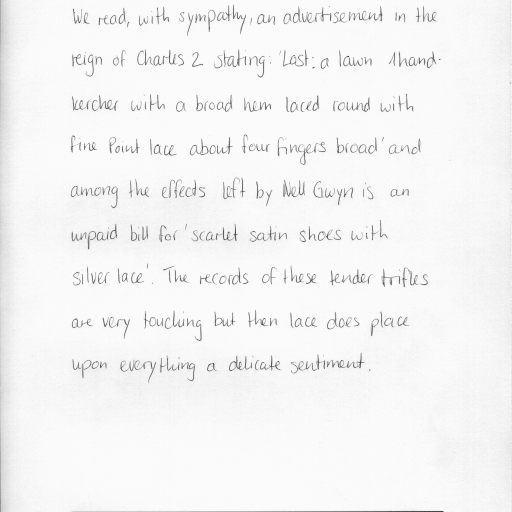 We read, with sympathy, an advertisement in the
reign of Charles 2 stating: 'Lost: a lawn 1hand-
kercher with a broad hem laced round with
fine Point lace about four fingers broad' and
among the effects left by Nell Gwyn is an
unpaid bill for 'scarlet satin shoes with
silver lace'. The records of these tender trifles
are very touching but then lace does place
upon everything a delicate sentiment.